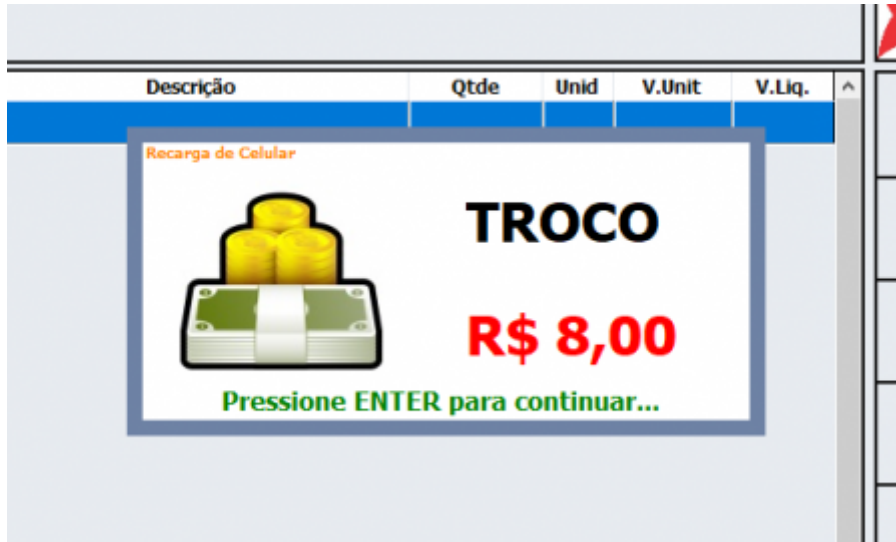 Descrição Qtde Unid V.Unit V.Liq.
Recarga de Celular
TROCO
R$ 8,00
Pressione ENTER para continuar...